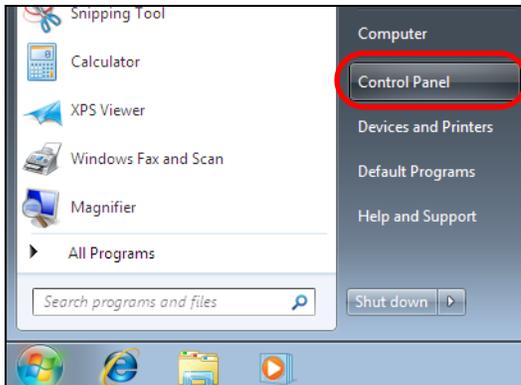 Snipping Tool
Calculator
XPS Viewer
Windows Fax and Scan
Magnifier
All Programs
Search programs and files
Computer
Control Panel
Devices and Printers
Default Programs
Help and Support
Shut down